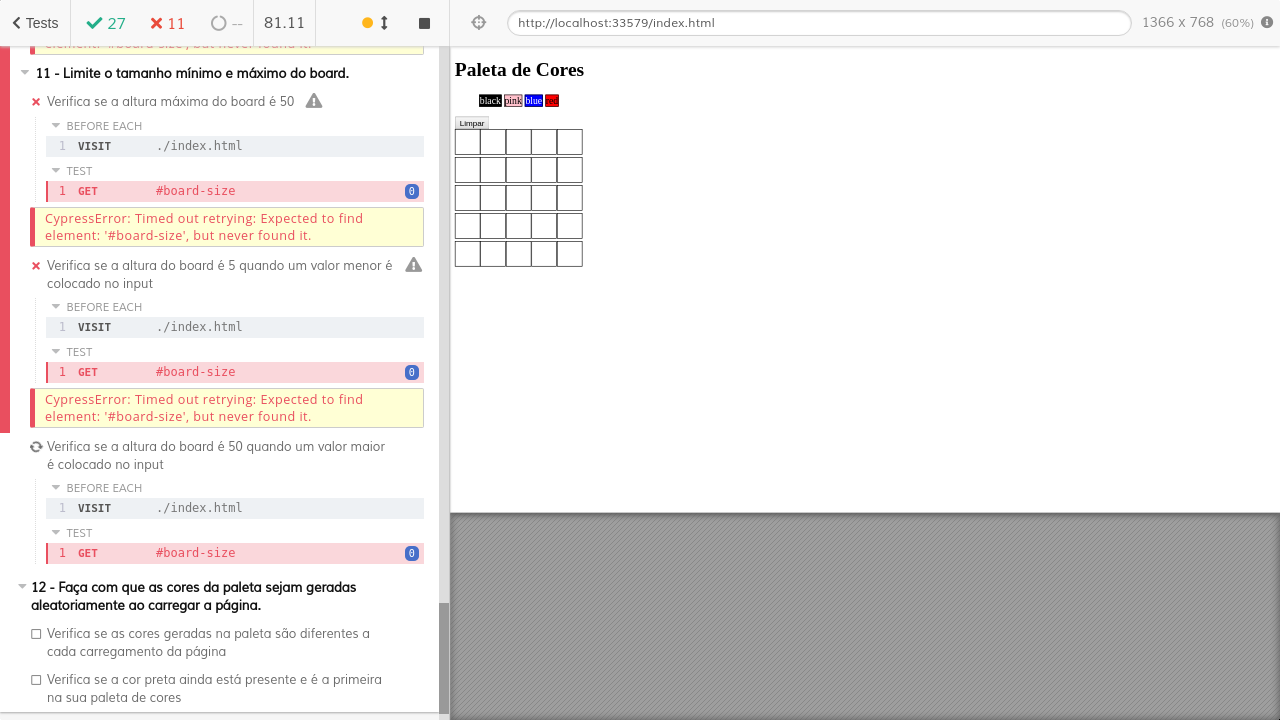 Tests
27
11
--
81.11
http://localhost:33579/index.html
1366 x 768 (60%)
element: '#board-size', but never found it.
11 - Limite o tamanho mínimo e máximo do board.
Verifica se a altura máxima do board é 50
BEFORE EACH
1 VISIT ./index.html
TEST
1 GET #board-size 0
CypressError: Timed out retrying: Expected to find
element: '#board-size', but never found it.
Verifica se a altura do board é 5 quando um valor menor é
colocado no input
BEFORE EACH
1 VISIT ./index.html
TEST
1 GET #board-size 0
CypressError: Timed out retrying: Expected to find
element: '#board-size', but never found it.
Verifica se a altura do board é 50 quando um valor maior
é colocado no input
BEFORE EACH
1 VISIT ./index.html
TEST
1 GET #board-size 0
12 - Faça com que as cores da paleta sejam geradas
aleatoriamente ao carregar a página.
Verifica se as cores geradas na paleta são diferentes a
cada carregamento da página
Verifica se a cor preta ainda está presente e é a primeira
na sua paleta de cores
Paleta de Cores
black pink blue red
Limpar